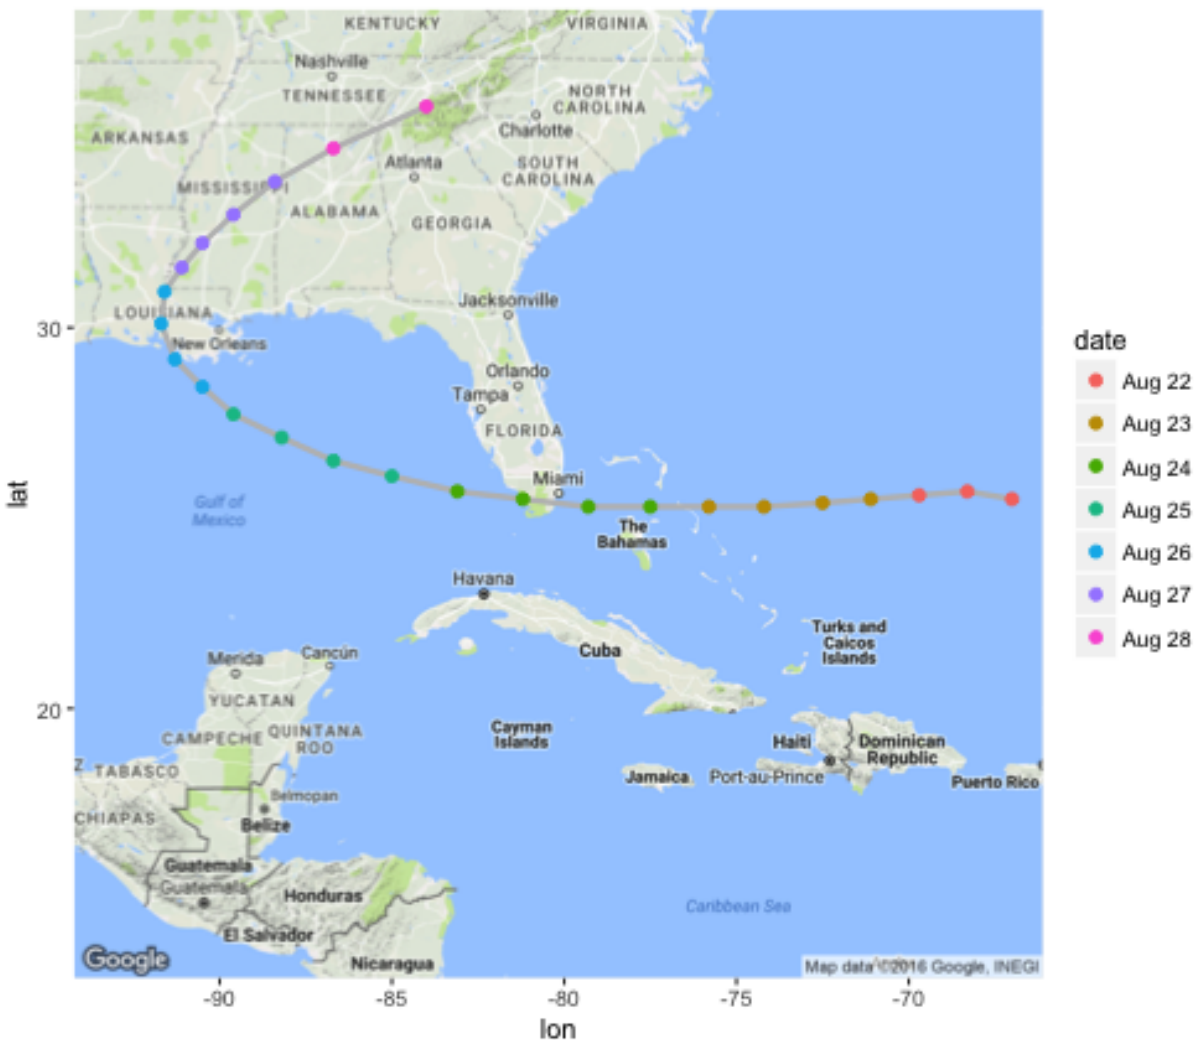 KENTUCKY
VIRGINIA
Nashville
TENNESSEE
NORTH
CAROLINA
ARKANSAS
Charlotte
Atlanta
SOUTH
CAROLINA
MISSISSIPPI
ALABAMA
GEORGIA
Jacksonville
LOUISIANA
30
New Orleans
Orlando
Tampa
FLORIDA
Miami
lat
Gulf of
Mexico
The
Bahamas
Havana
Turks and
Caicos
Islands
Cuba
Merida
Cancún
YUCATAN
20
CAMPECHE
QUINTANA
ROO
Cayman
Islands
Haiti
Dominican
Republic
Z
TABASCO
Jamaica
Port-au-Prince
Puerto Rico
Belmopan
CHIAPAS
Belize
Guatemala
Guatemala
Honduras
Caribbean Sea
El Salvador
Nicaragua
Google
Map data ©2016 Google, INEGI
-90
-85
-80
-75
-70
lon
date
Aug 22
Aug 23
Aug 24
Aug 25
Aug 26
Aug 27
Aug 28